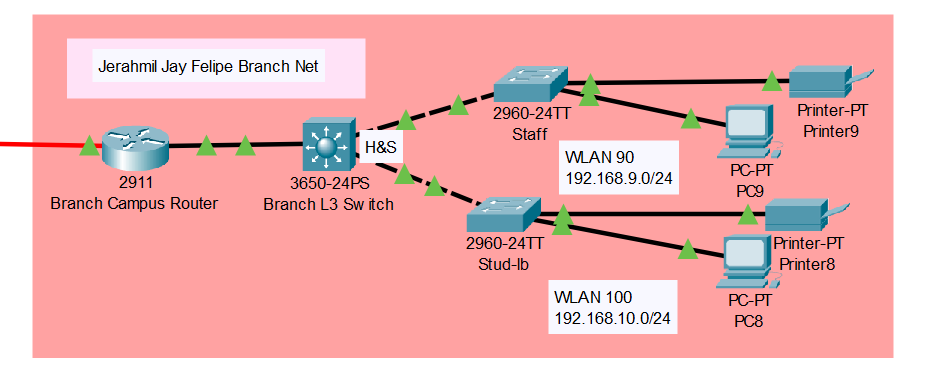 Jerahmil Jay Felipe Branch Net
2911
Branch Campus Router
3650-24PS
Branch L3 Switch
H&S
2960-24TT
Staff
Printer-PT
Printer9
PC-PT
PC9
WLAN 90
192.168.9.0/24
2960-24TT
Stud-lb
Printer-PT
Printer8
PC-PT
PC8
WLAN 100
192.168.10.0/24